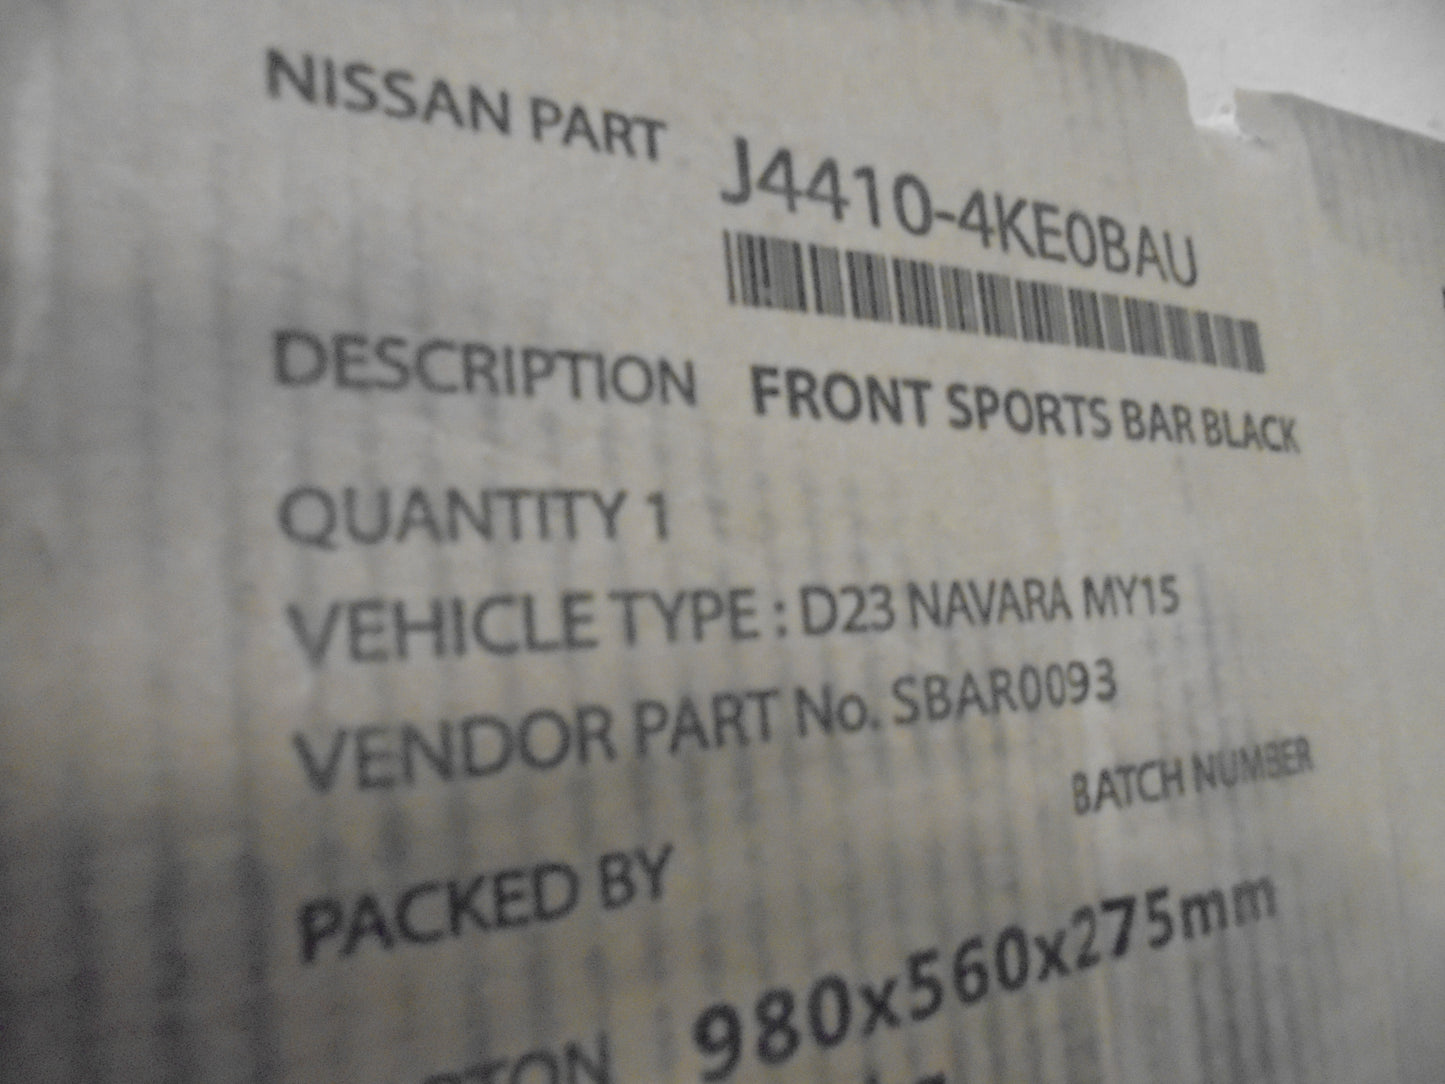 NISSAN PART J4410-4KE0BAU
DESCRIPTION FRONT SPORTS BAR BLACK
QUANTITY 1
VEHICLE TYPE : D23 NAVARA MY15
VENDOR PART No. SBAR0093
BATCH NUMBER
PACKED BY
980x560x275mm